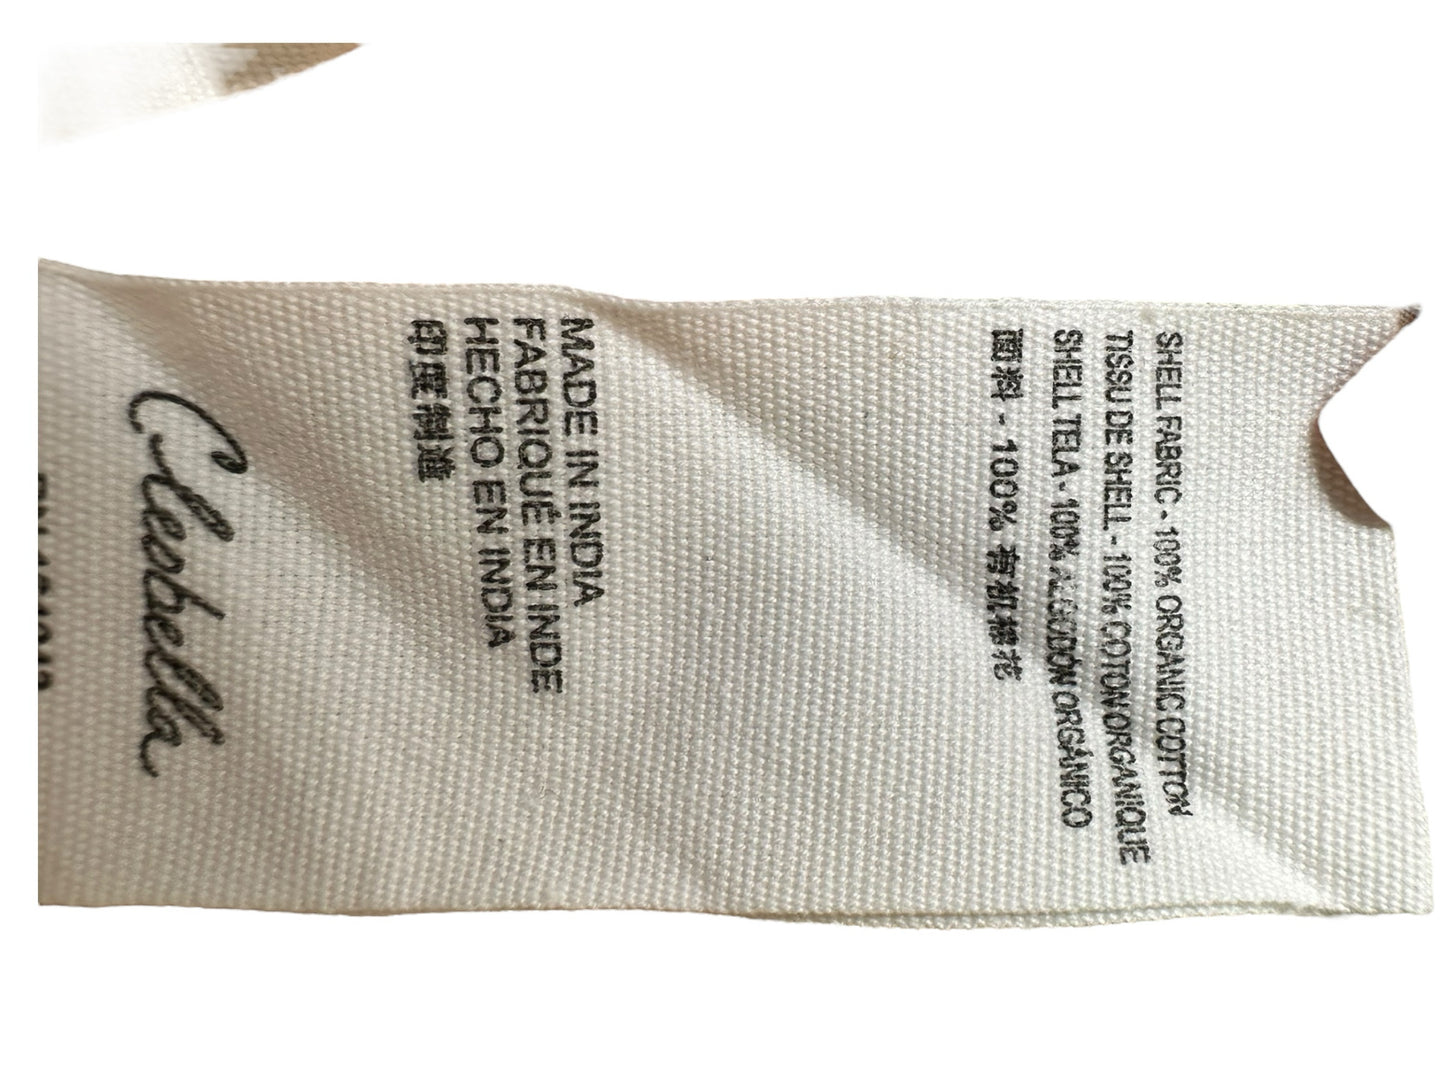 SHELL FABRIC - 100% ORGANIC COTTON
TISSU DE SHELL - 100% COTON ORGANIQUE
SHELL TELA - 100% ALGODÓN ORGÁNICO
面料 - 100% 有机棉花
MADE IN INDIA
FABRIQUÉ EN INDE
HECHO EN INDIA
印度制造
Clesbella